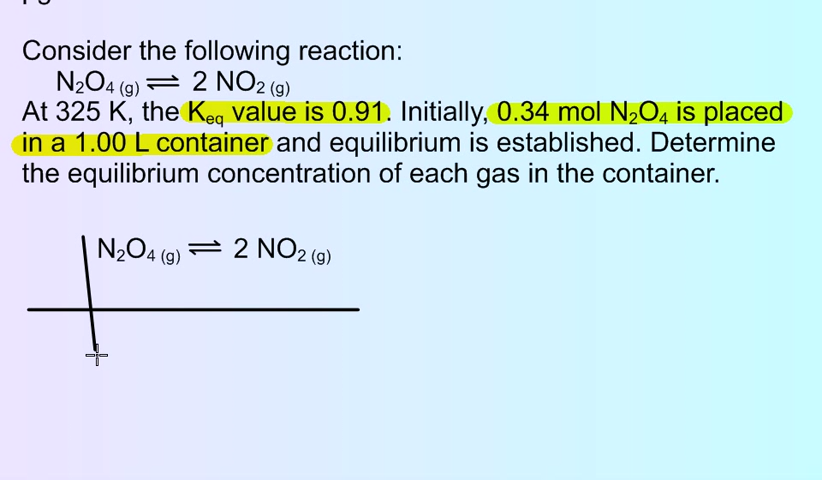 Consider the following reaction:
N₂O₄ (g) ⇌ 2 NO₂ (g)
At 325 K, the Keq value is 0.91. Initially, 0.34 mol N₂O₄ is placed
in a 1.00 L container and equilibrium is established. Determine
the equilibrium concentration of each gas in the container.
N₂O₄ (g) ⇌ 2 NO₂ (g)